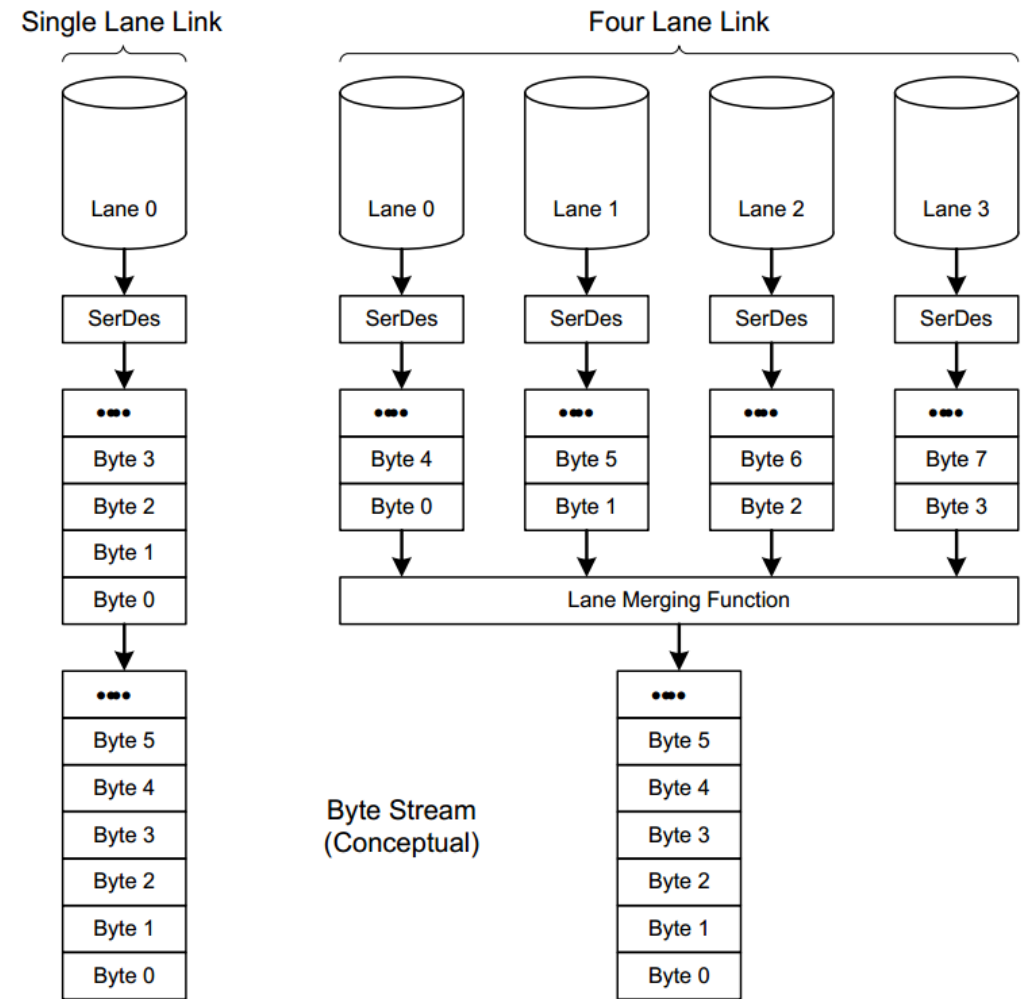 Single Lane Link
Four Lane Link
Lane 0
Lane 0
Lane 1
Lane 2
Lane 3
SerDes
SerDes
SerDes
SerDes
SerDes
••••
••••
••••
••••
••••
Byte 3
Byte 4
Byte 5
Byte 6
Byte 7
Byte 2
Byte 0
Byte 1
Byte 2
Byte 3
Byte 1
Byte 0
Lane Merging Function
••••
••••
Byte 5
Byte 5
Byte 4
Byte 4
Byte Stream
(Conceptual)
Byte 3
Byte 3
Byte 2
Byte 2
Byte 1
Byte 1
Byte 0
Byte 0